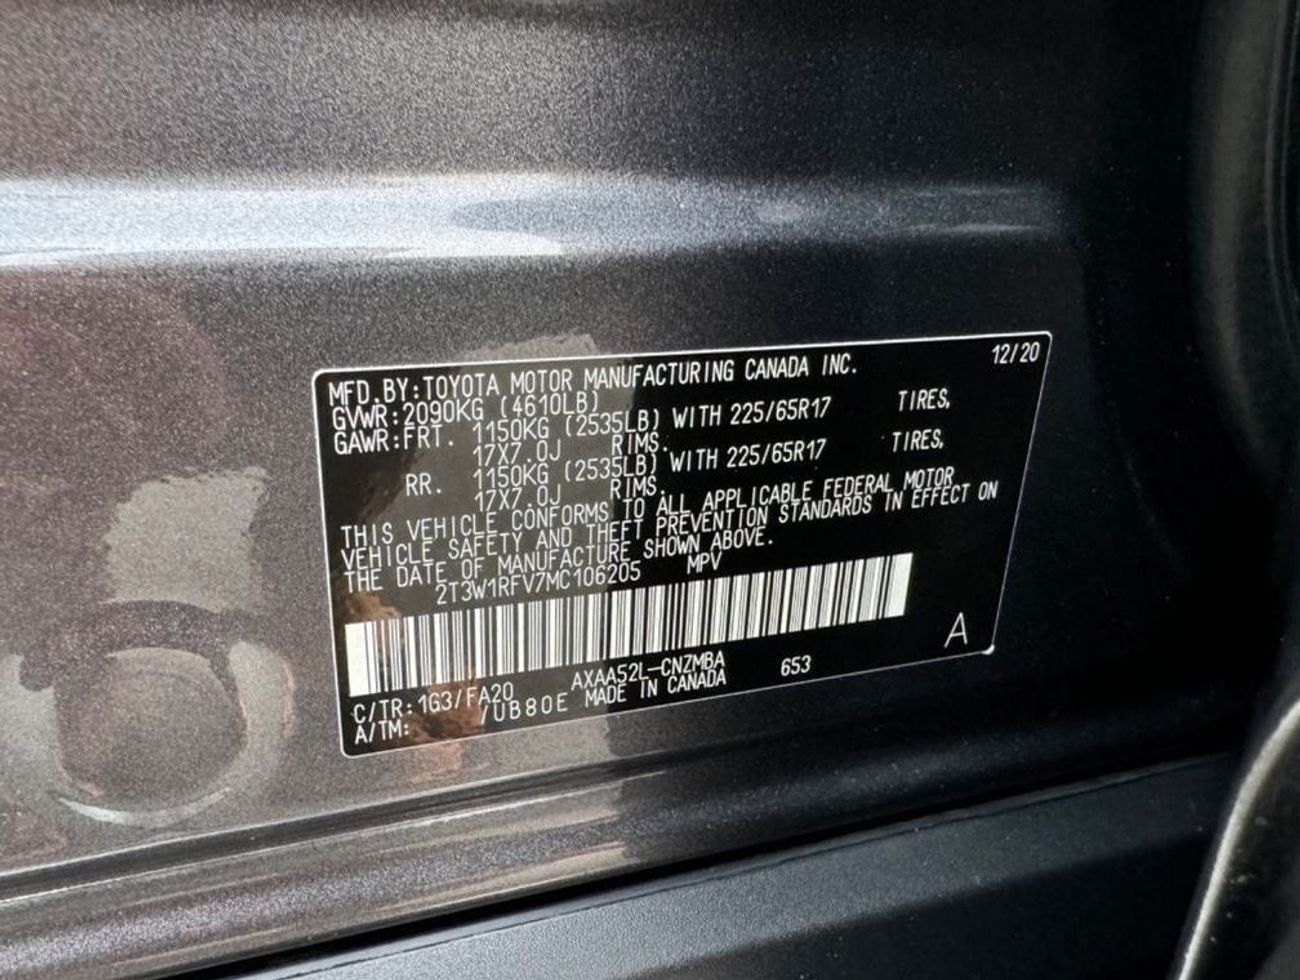 MFD.BY:TOYOTA MOTOR MANUFACTURING CANADA INC. 12/20
GVWR:2090KG (4610LB)
GAWR:FRT. 1150KG (2535LB) WITH 225/65R17 TIRES,
17X7.0J RIMS.
RR. 1150KG (2535LB) WITH 225/65R17 TIRES,
17X7.0J RIMS.
THIS VEHICLE CONFORMS TO ALL APPLICABLE FEDERAL MOTOR
VEHICLE SAFETY AND THEFT PREVENTION STANDARDS IN EFFECT ON
THE DATE OF MANUFACTURE SHOWN ABOVE.
2T3W1RFV7MC106205 MPV
A
C/TR:1G3/FA20 AXAA52L-CNZMBA 653
A/TM: /UB80E MADE IN CANADA